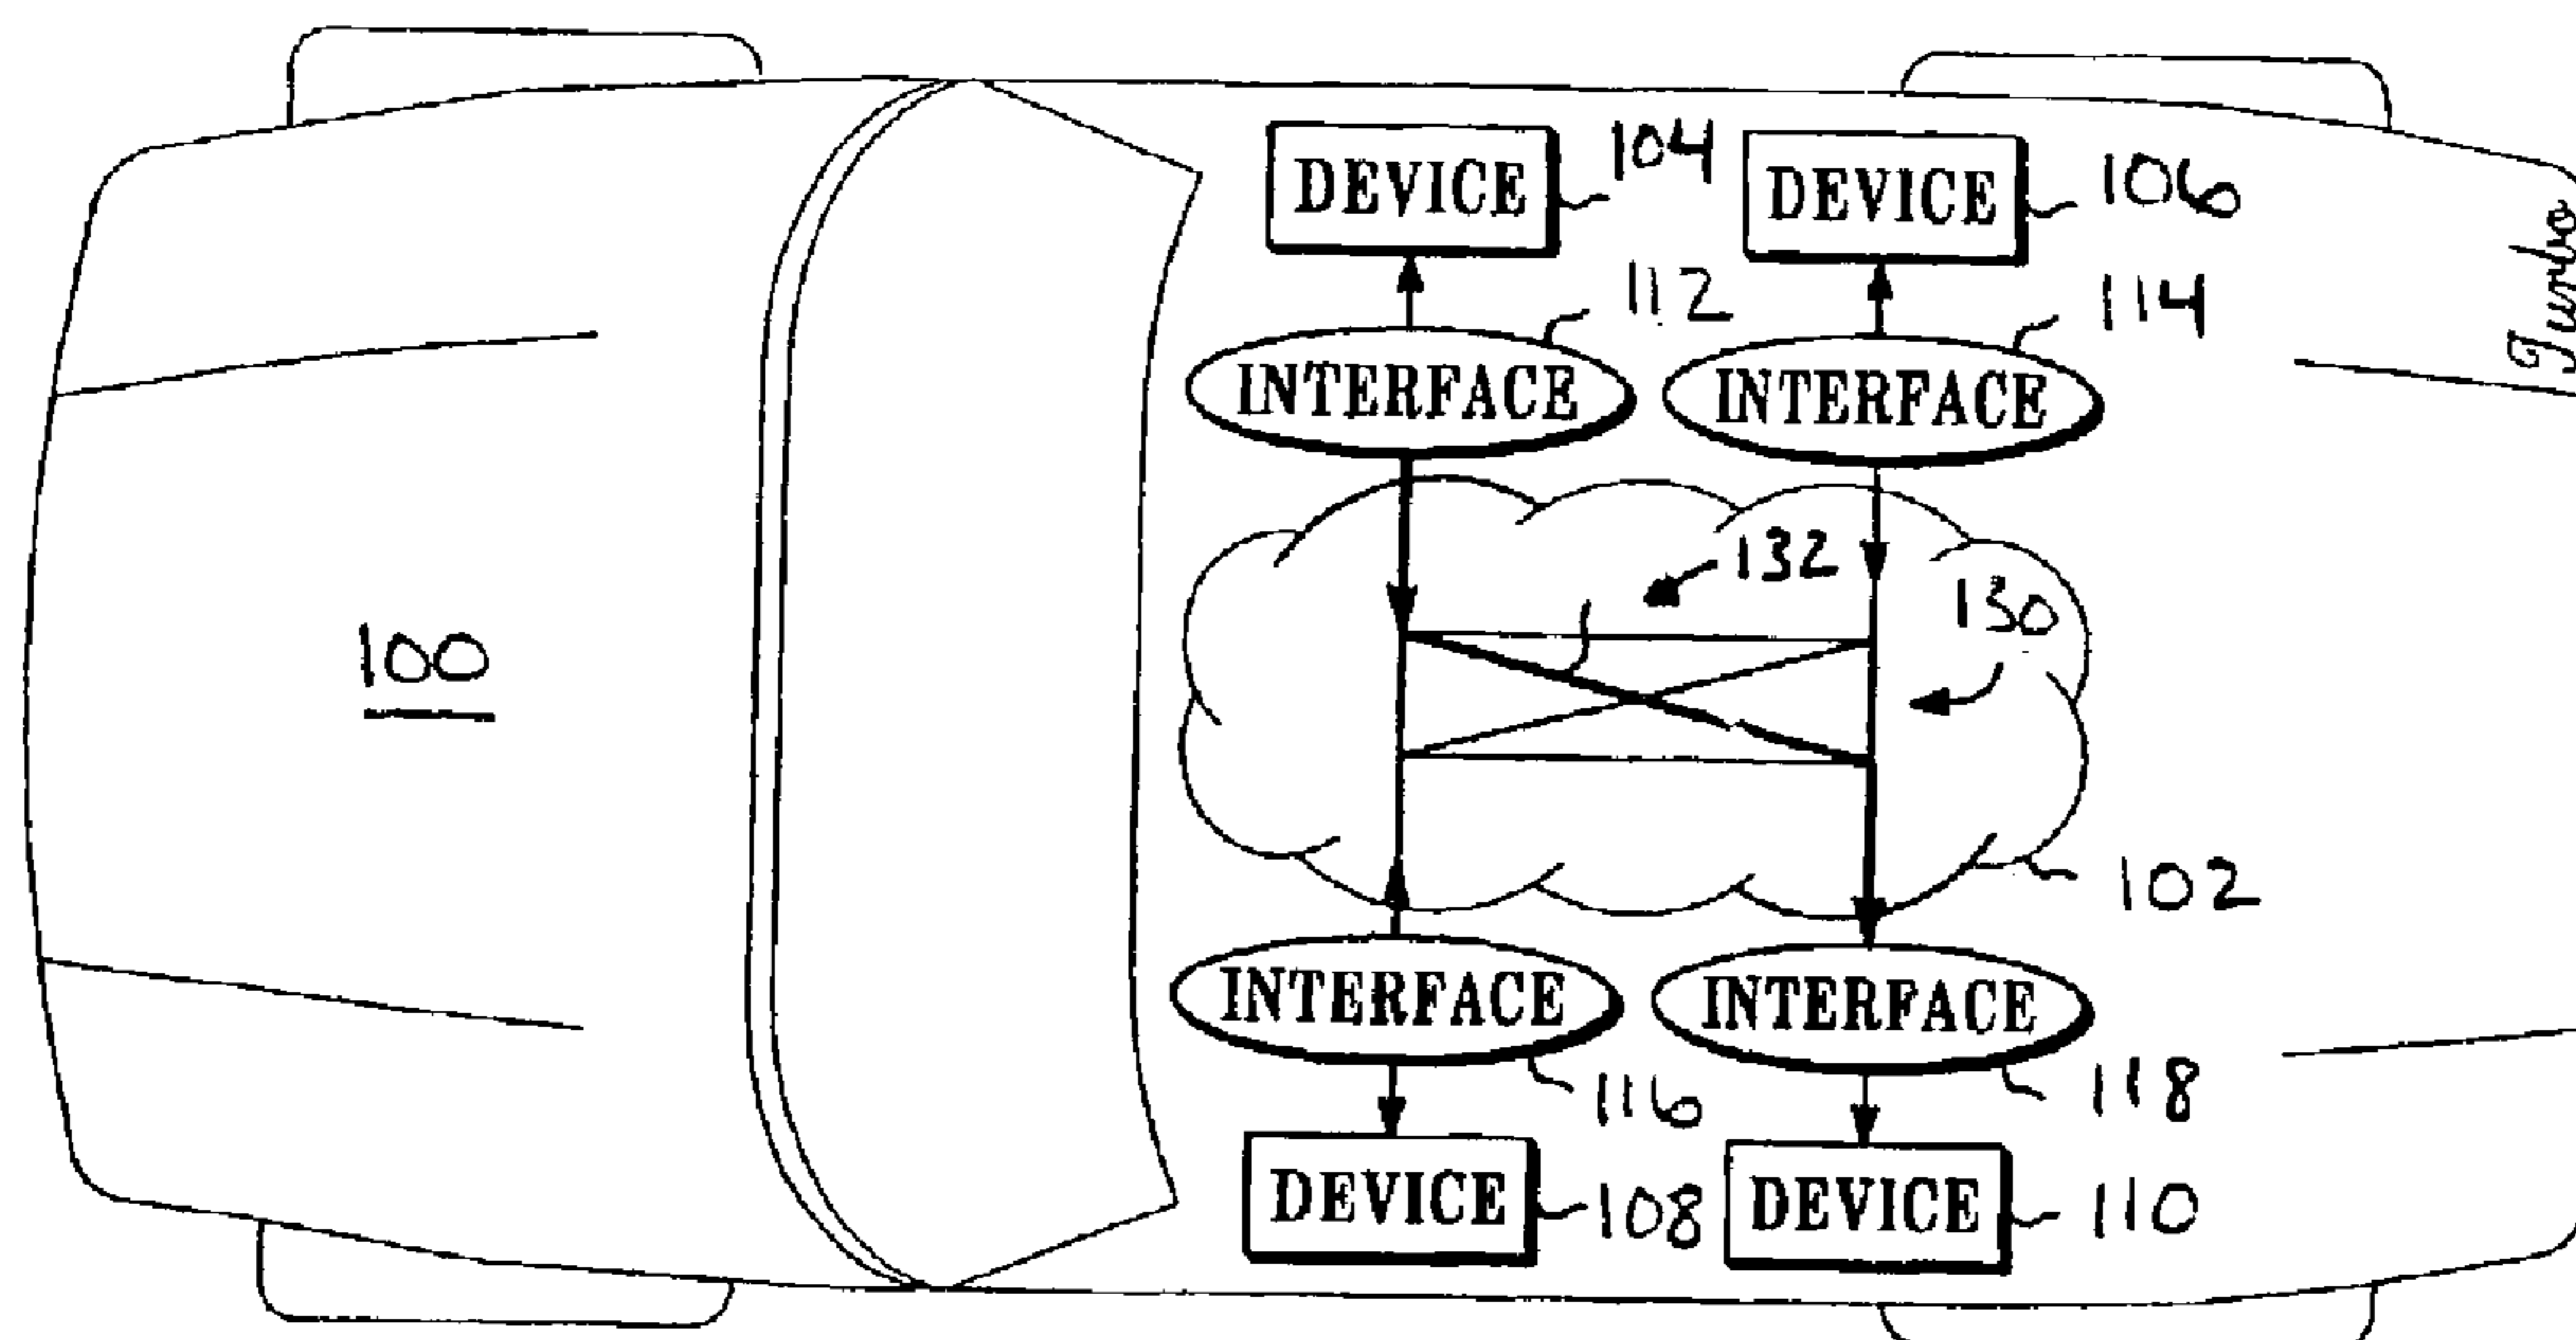 DEVICE 104 DEVICE 106
112 114
INTERFACE INTERFACE
132
130
100
102
INTERFACE INTERFACE
116 118
DEVICE 108 DEVICE 110
Turbo